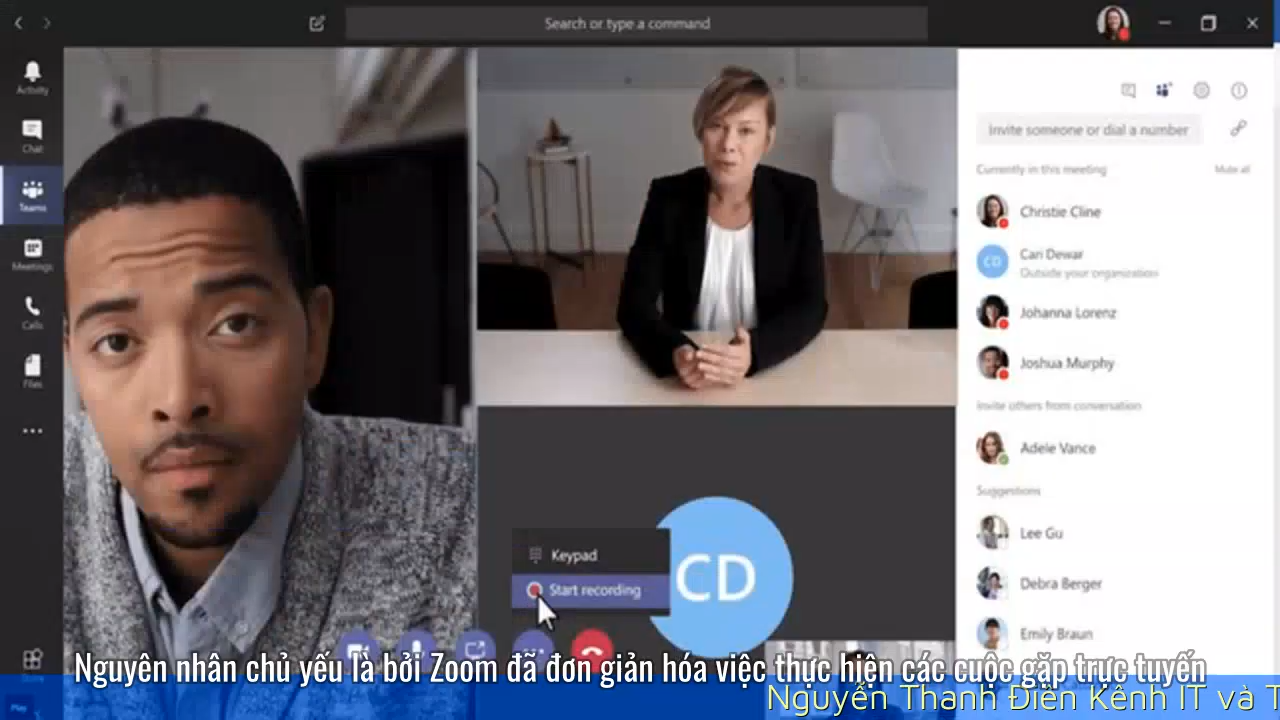 Search or type a command
Activity
Chat
Teams
Meetings
Calls
Files
Invite someone or dial a number
Currently in this meeting
Mute all
Christie Cline
CD
Cari Dewar
Outside your organization
Johanna Lorenz
Joshua Murphy
Invite others from conversation
Adele Vance
Suggestions
Lee Gu
Debra Berger
Emily Braun
Keypad
Start recording
CD
Nguyên nhân chủ yếu là bởi Zoom đã đơn giản hóa việc thực hiện các cuộc gặp trực tuyến
Play
Nguyễn Thanh Điền Kênh IT và T